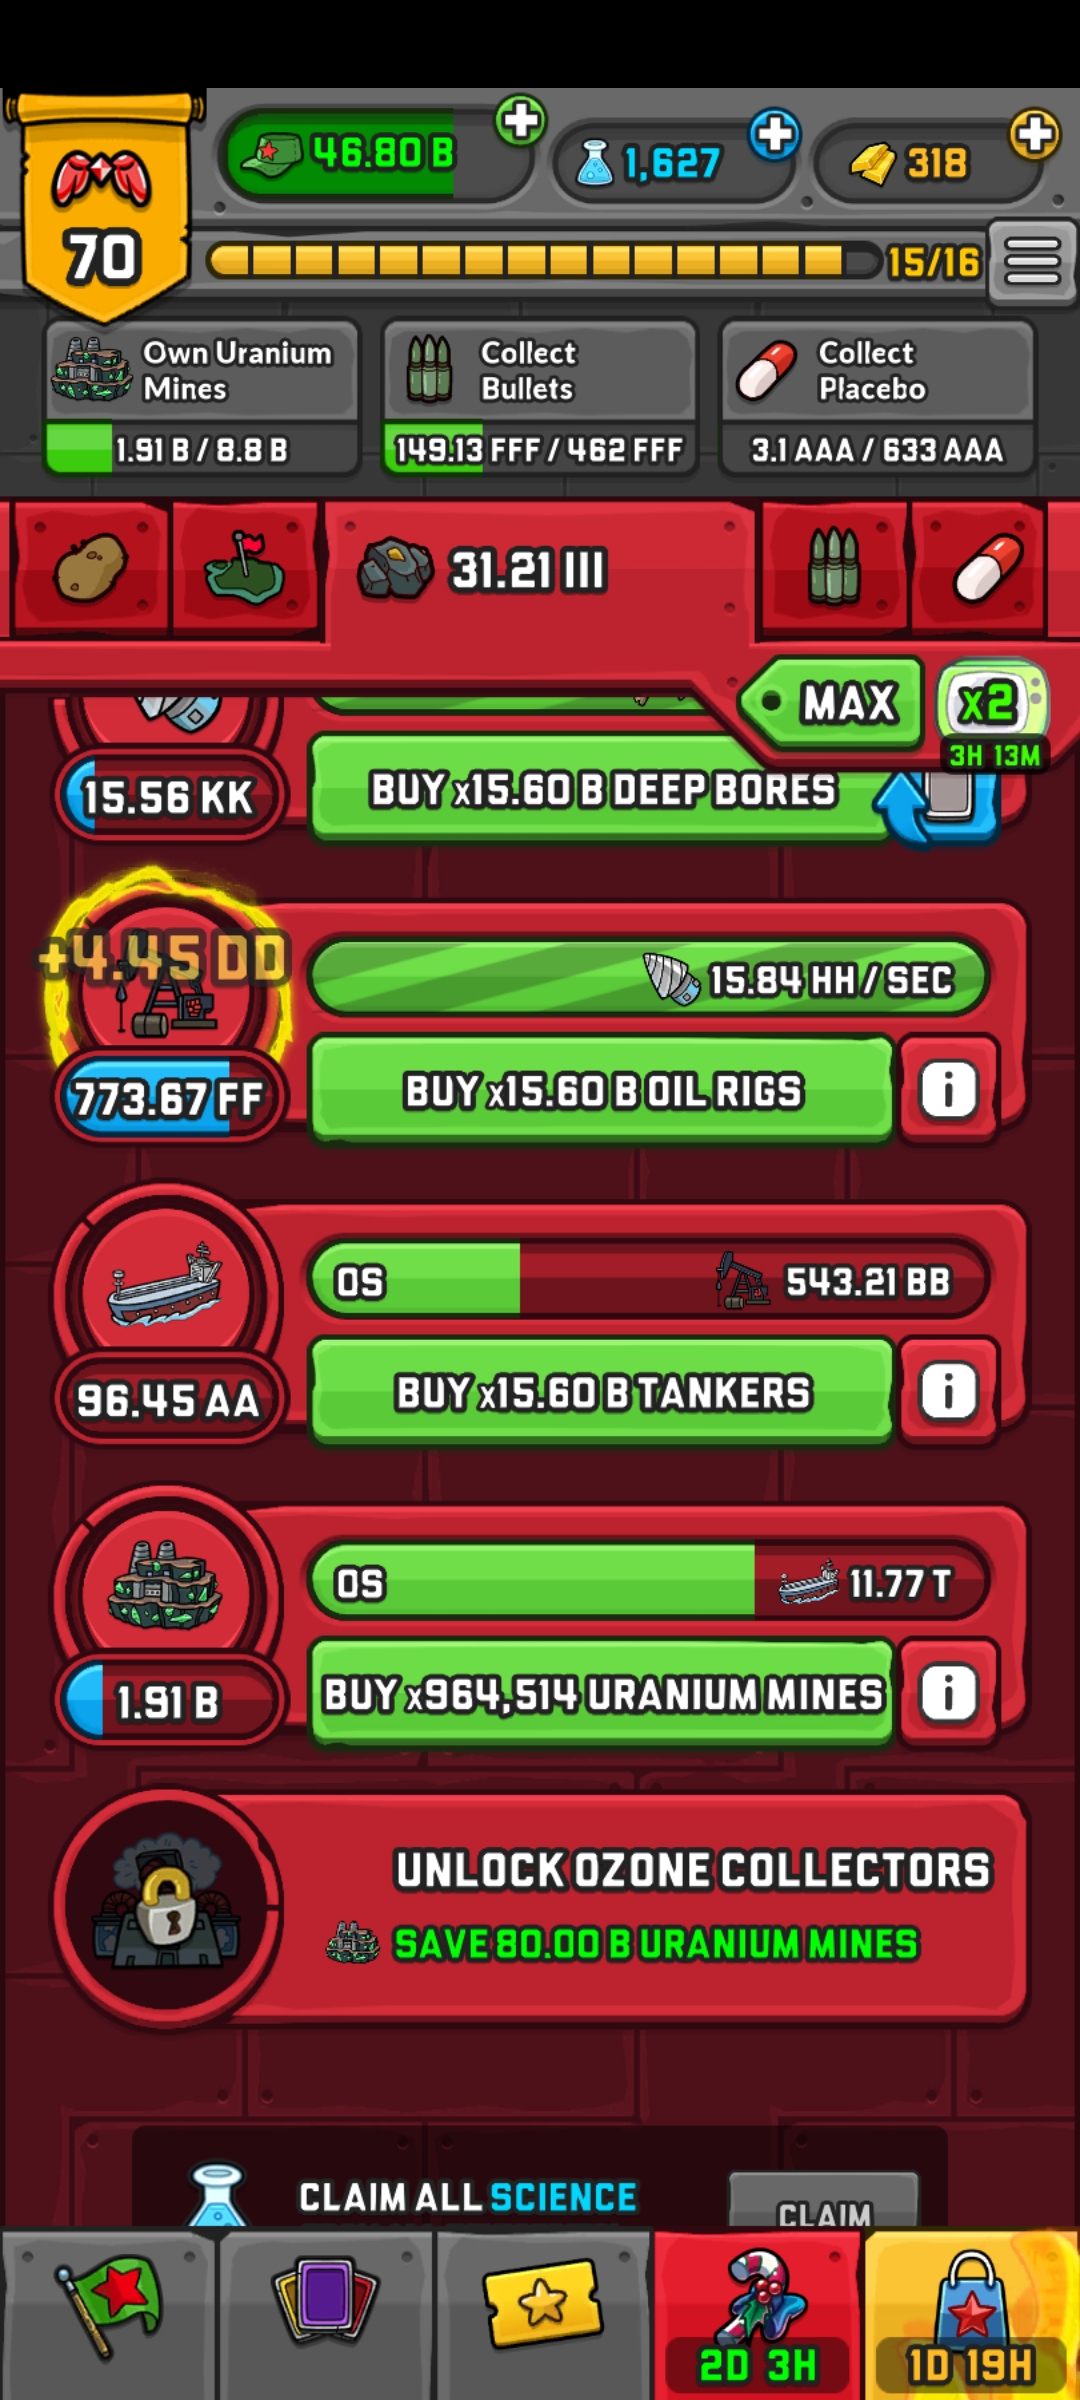 46.80 B
1,627
318
70
15/16
Own Uranium
Mines
1.91 B / 8.8 B
Collect
Bullets
149.13 FFF / 462 FFF
Collect
Placebo
3.1 AAA / 633 AAA
31.21 III
MAX
x2
3H 13M
15.56 KK
BUY x15.60 B DEEP BORES
+4.45 DD
15.84 HH / SEC
773.67 FF
BUY x15.60 B OIL RIGS
i
0S
543.21 BB
96.45 AA
BUY x15.60 B TANKERS
i
0S
11.77 T
1.91 B
BUY x964,514 URANIUM MINES
i
UNLOCK OZONE COLLECTORS
SAVE 80.00 B URANIUM MINES
CLAIM ALL SCIENCE
CLAIM
2D 3H
1D 19H